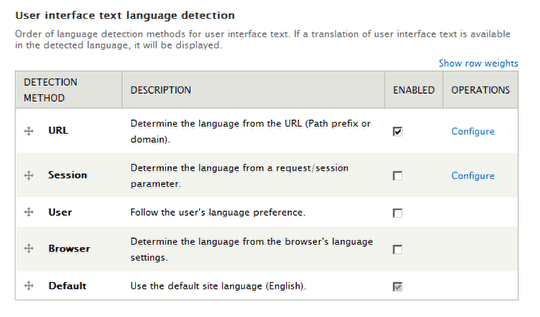 User interface text language detection
Order of language detection methods for user interface text. If a translation of user interface text is available
in the detected language, it will be displayed.
Show row weights
DETECTION METHOD DESCRIPTION ENABLED OPERATIONS
URL Determine the language from the URL (Path prefix or
domain). Configure
Session Determine the language from a request/session
parameter. Configure
User Follow the user's language preference.
Browser Determine the language from the browser's language
settings.
Default Use the default site language (English).